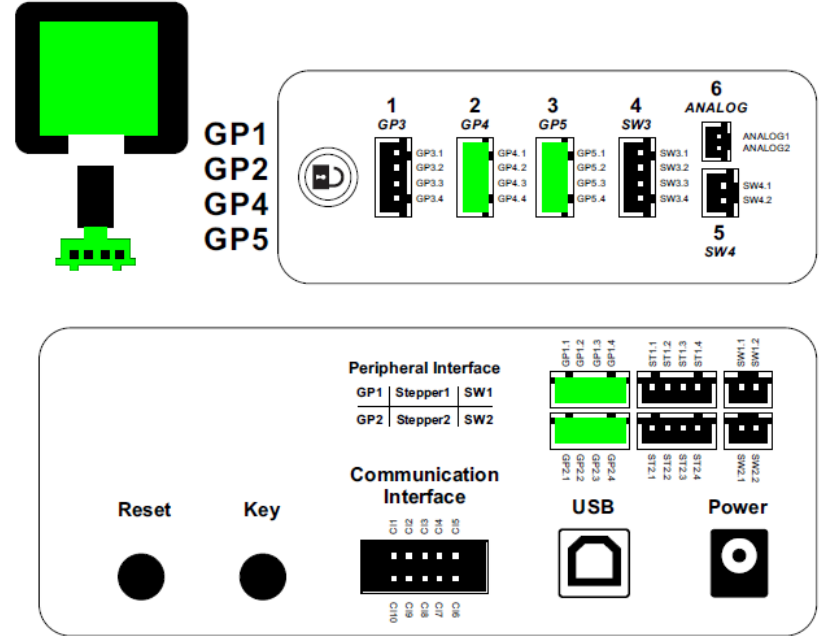 GP1
GP2
GP4
GP5
1
GP3
2
GP4
3
GP5
4
SW3
6
ANALOG
GP3.1
GP3.2
GP3.3
GP3.4
GP4.1
GP4.2
GP4.3
GP4.4
GP5.1
GP5.2
GP5.3
GP5.4
SW3.1
SW3.2
SW3.3
SW3.4
ANALOG1
ANALOG2
SW4.1
SW4.2
5
SW4
Peripheral Interface
GP1 Stepper1 SW1
GP2 Stepper2 SW2
GP1.1 GP1.2 GP1.3 GP1.4 ST1.1 ST1.2 ST1.3 ST1.4 SW1.1 SW1.2
GP2.1 GP2.2 GP2.3 GP2.4 ST2.1 ST2.2 ST2.3 ST2.4 SW2.1 SW2.2
Reset
Key
Communication
Interface
CI1 CI2 CI3 CI4 CI5
CI10 CI9 CI8 CI7 CI6
USB
Power